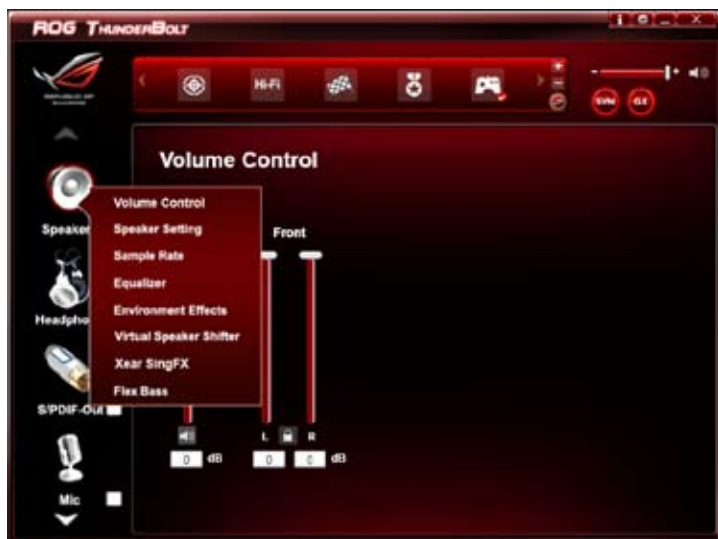 ROG THUNDERBOLT
i
Hi-Fi
SVN
GX
Volume Control
Volume Control
Speaker Setting
Sample Rate
Equalizer
Environment Effects
Virtual Speaker Shifter
Xear SingFX
Flex Bass
Speaker
Front
Headpho
S/PDIF-Out
Mic
L
R
0 dB
0
0 dB